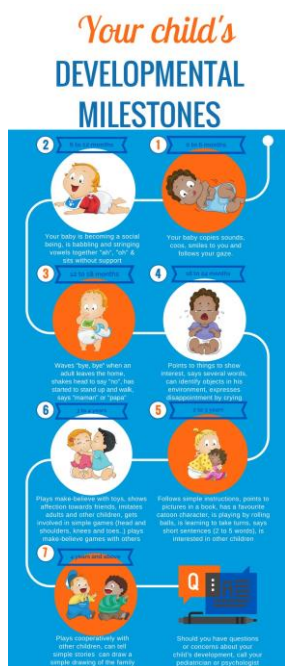 Your child's
DEVELOPMENTAL
MILESTONES
1
Your baby copies sounds,
coos, smiles to you and
follows your gaze.
2
6 to 12 months
Your baby is becoming a social
being, is babbling and stringing
vowels together "ah", "oh" &
sits without support
3
12 to 18 months
Waves "bye, bye" when an
adult leaves the home,
shakes head to say "no", has
started to stand up and walk,
says "maman" or "papa"
4
Points to things to show
interest, says several words,
can identify objects in his
environment, expresses
disappointment by crying
5
Follows simple instructions, points to
pictures in a book, has a favourite
catoon character, is playing by rolling
balls, is learning to take turns, says
short sentences (2 to 5 words), is
interested in other children
6
Plays make-believe with toys, shows
affection towards friends, imitates
adults and other children, gets
involved in simple games (head and
shoulders, knees and toes..) plays
make-believe games with others
7
Plays cooperatively with
other children, can tell
simple stories can draw a
simple drawing of the family
Q
Should you have questions
or concerns about your
child's development, call your
pediatrician or psychologist